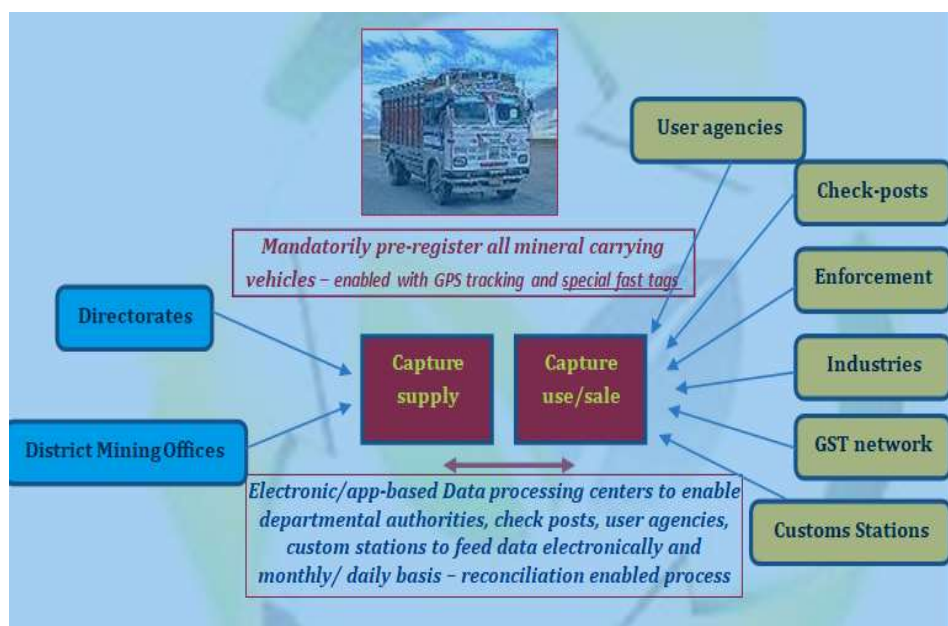 User agencies
Check-posts
Mandatorily pre-register all mineral carrying
vehicles – enabled with GPS tracking and special fast tags
Enforcement
Directorates
Capture
supply
Capture
use/sale
Industries
District Mining Offices
GST network
Electronic/app-based Data processing centers to enable
departmental authorities, check posts, user agencies,
custom stations to feed data electronically and
monthly/ daily basis – reconciliation enabled process
Customs Stations